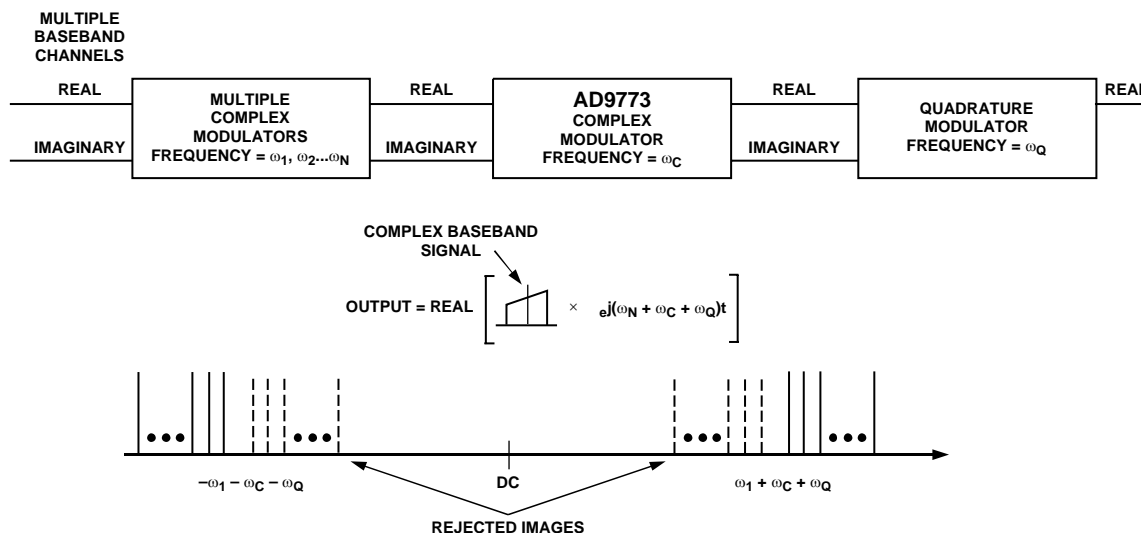 MULTIPLE
BASEBAND
CHANNELS
REAL
IMAGINARY
MULTIPLE
COMPLEX
MODULATORS
FREQUENCY = ω1, ω2...ωN
REAL
IMAGINARY
AD9773
COMPLEX
MODULATOR
FREQUENCY = ωC
REAL
IMAGINARY
QUADRATURE
MODULATOR
FREQUENCY = ωQ
REAL
COMPLEX BASEBAND
SIGNAL
OUTPUT = REAL × ej(ωN + ωC + ωQ)t
–ω1 – ωC – ωQ
DC
ω1 + ωC + ωQ
REJECTED IMAGES